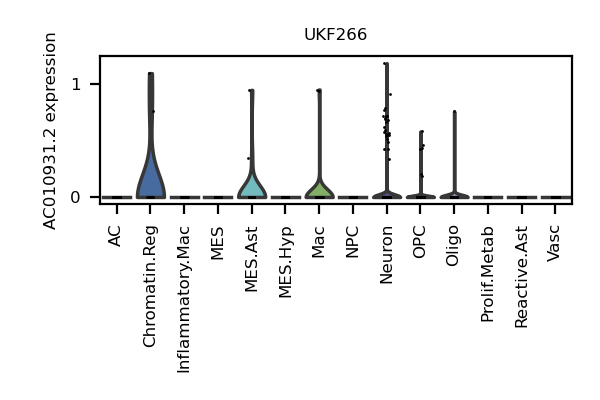 UKF266
AC010931.2 expression
1
0
AC
Chromatin.Reg
Inflammatory.Mac
MES
MES.Ast
MES.Hyp
Mac
NPC
Neuron
OPC
Oligo
Prolif.Metab
Reactive.Ast
Vasc